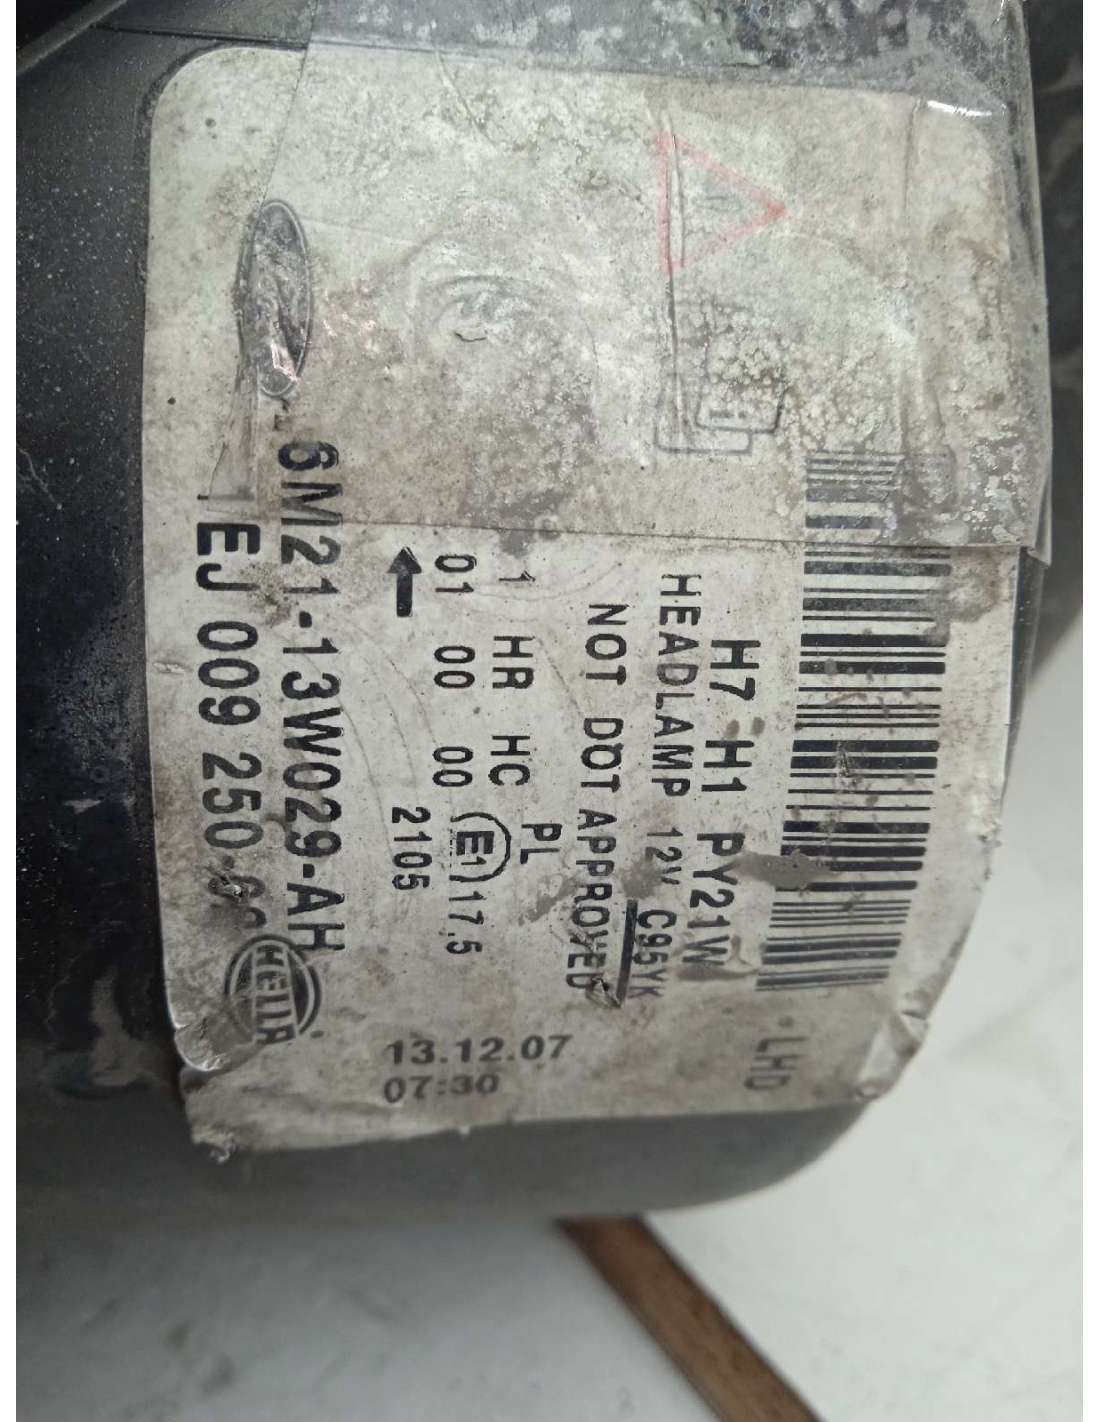 LHD
H7 H1 PY21W
HEADLAMP 12V C95YK
NOT DOT APPROVED
PL
1 HR HC
01 00 00 E1 17.5
2105
6M21-13W029-AH
1EJ 009 250
HELLA
13.12.07
07:30